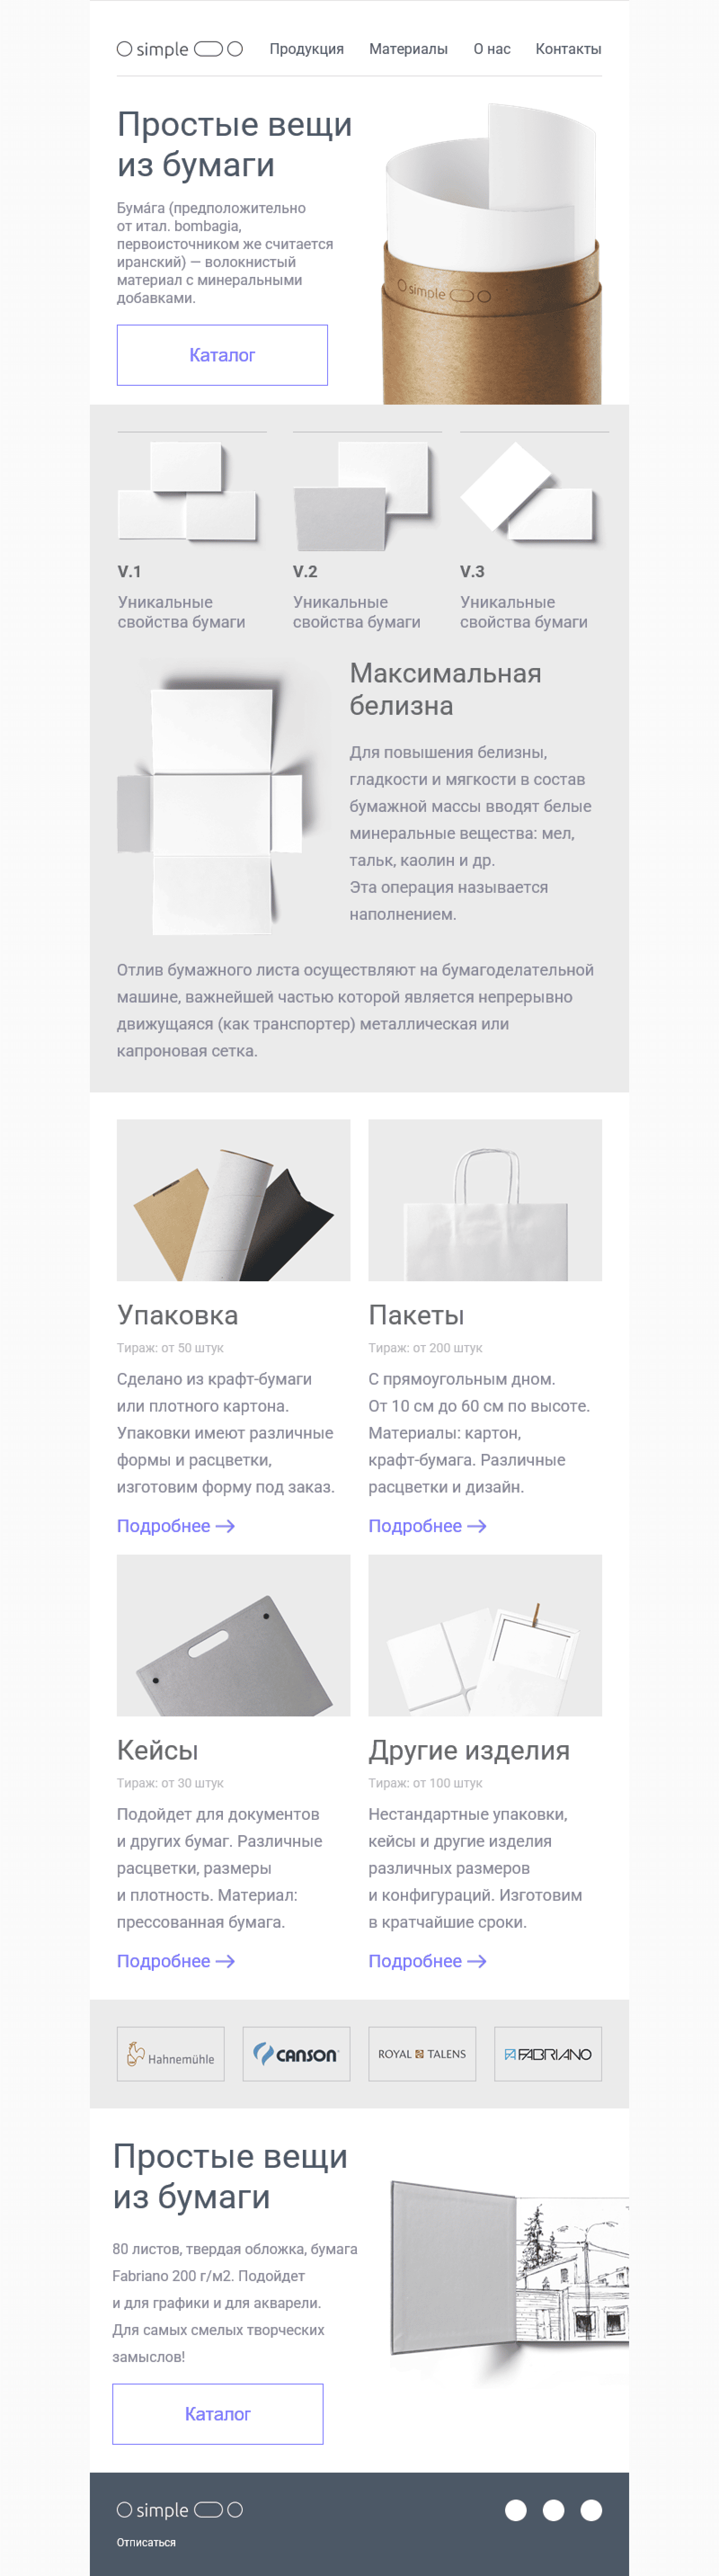 simple
Продукция Материалы О нас Контакты
Простые вещи
из бумаги
Бума́га (предположительно
от итал. bombagia,
первоисточником же считается
иранский) — волокнистый
материал с минеральными
добавками.
simple
Каталог
V.1
Уникальные
свойства бумаги
V.2
Уникальные
свойства бумаги
V.3
Уникальные
свойства бумаги
Максимальная
белизна
Для повышения белизны,
гладкости и мягкости в состав
бумажной массы вводят белые
минеральные вещества: мел,
тальк, каолин и др.
Эта операция называется
наполнением.
Отлив бумажного листа осуществляют на бумагоделательной
машине, важнейшей частью которой является непрерывно
движущаяся (как транспортер) металлическая или
капроновая сетка.
Упаковка
Тираж: от 50 штук
Сделано из крафт-бумаги
или плотного картона.
Упаковки имеют различные
формы и расцветки,
изготовим форму под заказ.
Подробнее →
Пакеты
Тираж: от 200 штук
С прямоугольным дном.
От 10 см до 60 см по высоте.
Материалы: картон,
крафт-бумага. Различные
расцветки и дизайн.
Подробнее →
Кейсы
Тираж: от 30 штук
Подойдет для документов
и других бумаг. Различные
расцветки, размеры
и плотность. Материал:
прессованная бумага.
Подробнее →
Другие изделия
Тираж: от 100 штук
Нестандартные упаковки,
кейсы и другие изделия
различных размеров
и конфигураций. Изготовим
в кратчайшие сроки.
Подробнее →
Hahnemühle
CANSON
ROYAL TALENS
FABRIANO
Простые вещи
из бумаги
80 листов, твердая обложка, бумага
Fabriano 200 г/м2. Подойдет
и для графики и для акварели.
Для самых смелых творческих
замыслов!
Каталог
simple
Отписаться